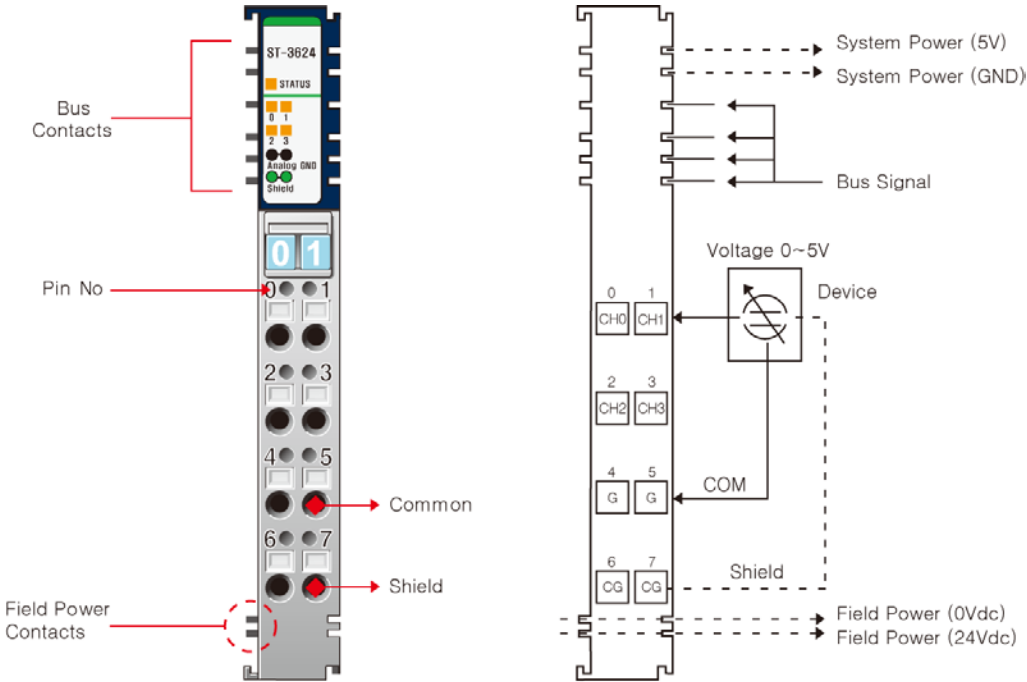 ST-3624
STATUS
0 1
2 3
Analog GND
Shield
Bus
Contacts
0 1
Pin No
0 1
2 3
4 5
Common
6 7
Shield
Field Power
Contacts
System Power (5V)
System Power (GND)
Bus Signal
Voltage 0~5V
Device
0 1
CH0 CH1
2 3
CH2 CH3
4 5
G G
COM
6 7
CG CG
Shield
Field Power (0Vdc)
Field Power (24Vdc)